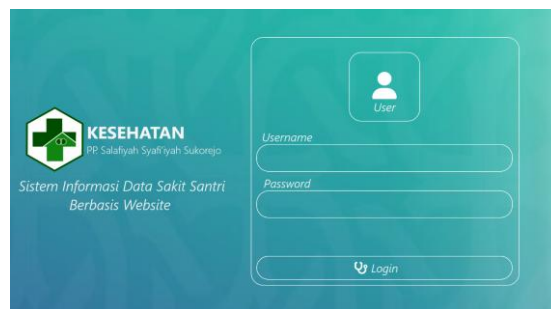 KESEHATAN
PP. Salafiyah Syafi'iyah Sukorejo
Sistem Informasi Data Sakit Santri
Berbasis Website
User
Username
Password
Login